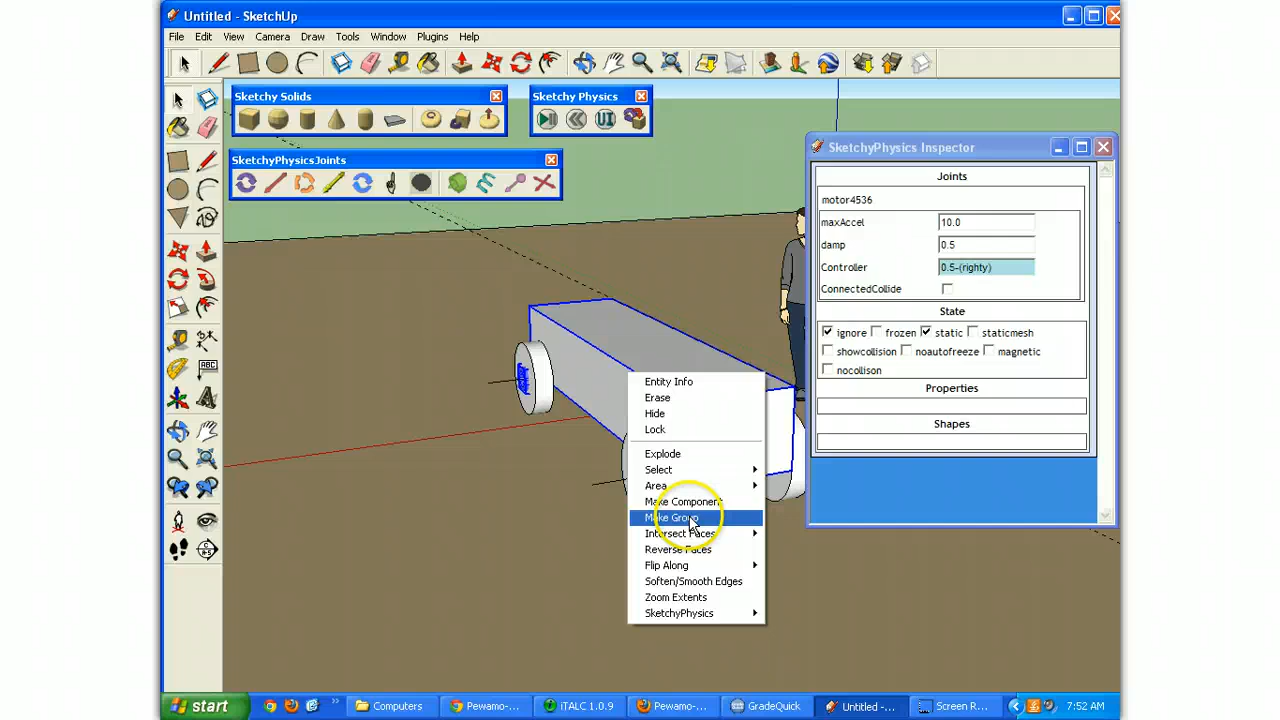 Untitled - SketchUp
File Edit View Camera Draw Tools Window Plugins Help
Sketchy Solids
Sketchy Physics
SketchyPhysicsJoints
ABC
SketchyPhysics Inspector
Joints
motor4536
maxAccel 10.0
damp 0.5
Controller 0.5-(righty)
ConnectedCollide
State
ignore frozen static staticmesh
showcollision noautofreeze magnetic
nocollison
Properties
Shapes
Entity Info
Erase
Hide
Lock
Explode
Select
Area
Make Component
Make Group
Intersect Faces
Reverse Faces
Flip Along
Soften/Smooth Edges
Zoom Extents
SketchyPhysics
start
Computers
Pewamo-...
iTALC 1.0.9
Pewamo-...
GradeQuick
Untitled -...
Screen R...
7:52 AM